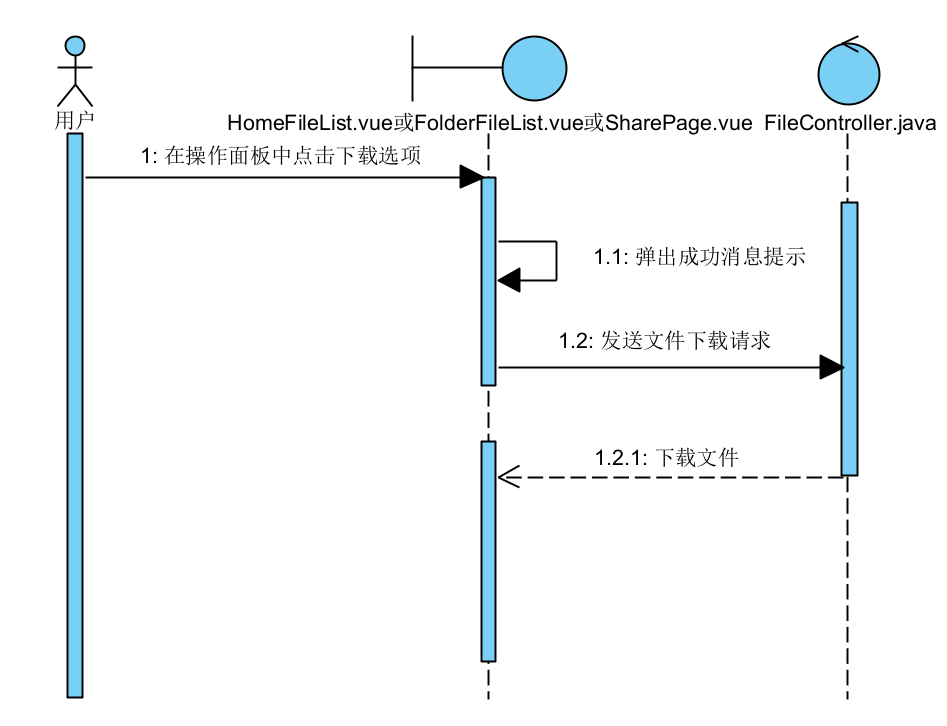 用户
HomeFileList.vue或FolderFileList.vue或SharePage.vue
FileController.java
1: 在操作面板中点击下载选项
1.1: 弹出成功消息提示
1.2: 发送文件下载请求
1.2.1: 下载文件